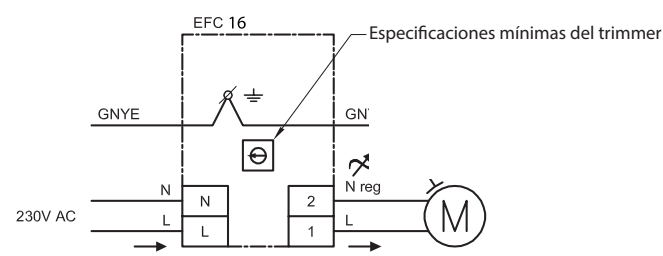 EFC 16
Especificaciones mínimas del trimmer
GNYE
GN
N reg
N
N
2
230V AC
L
L
1
L
M